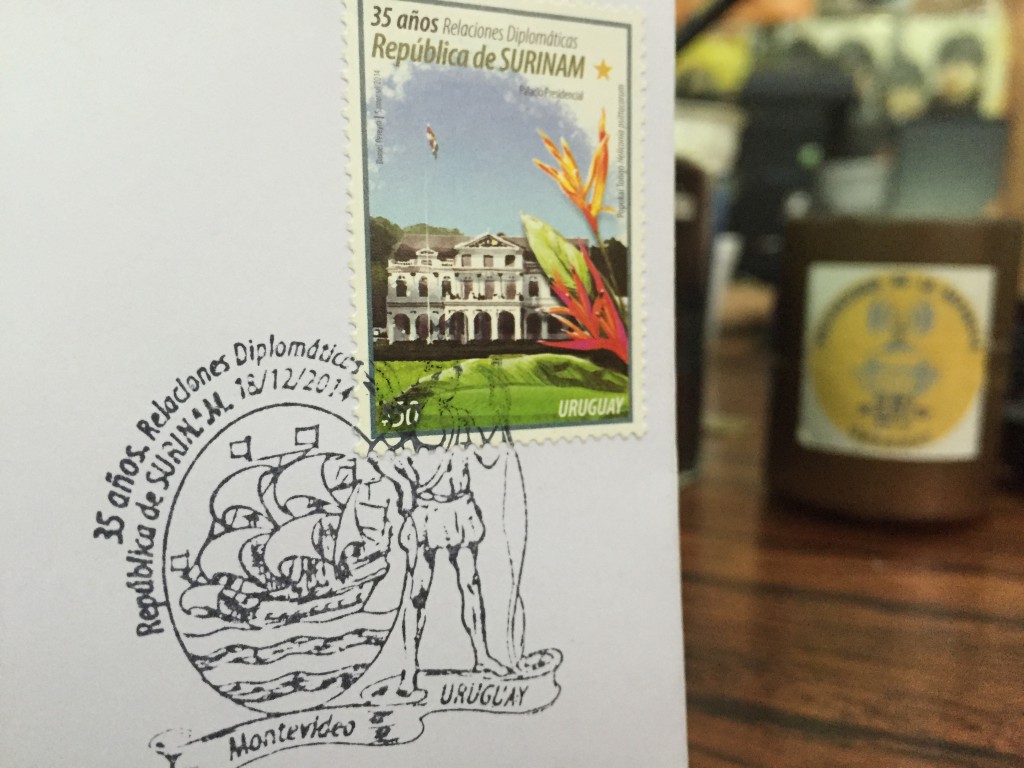 35 años Relaciones Diplomáticas
República de SURINAM
Palacio Presidencial
URUGUAY
35 años. Relaciones Diplomáticas
República de SURINAM 18/12/2014
Montevideo
URUGUAY